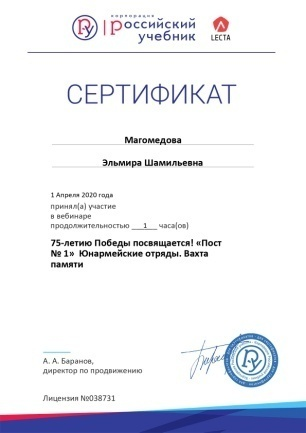 корпорация
российский
учебник
LECTA
СЕРТИФИКАТ
Магомедова
Эльмира Шамильевна
1 Апреля 2020 года
принял(а) участие
в вебинаре
продолжительностью __1__ часа(ов)
75-летию Победы посвящается! «Пост
№ 1» Юнармейские отряды. Вахта
памяти
А. А. Баранов,
директор по продвижению
Лицензия №038731